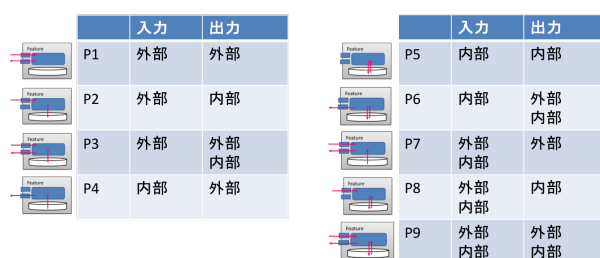 入力 出力
Feature
P1 外部 外部
Feature
P2 外部 内部
Feature
P3 外部 外部
内部
Feature
P4 内部 外部
入力 出力
Feature
P5 内部 内部
Feature
P6 内部 外部
内部
Feature
P7 外部 外部
内部
Feature
P8 外部 内部
内部
Feature
P9 外部 外部
内部 内部